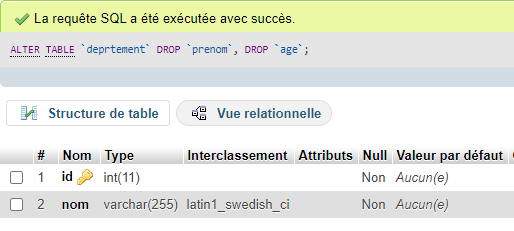 La requête SQL a été exécutée avec succès.
ALTER TABLE `deprtement` DROP `prenom`, DROP `age`;
Structure de table Vue relationnelle
# Nom Type Interclassement Attributs Null Valeur par défaut
1 id int(11) Non Aucun(e)
2 nom varchar(255) latin1_swedish_ci Non Aucun(e)